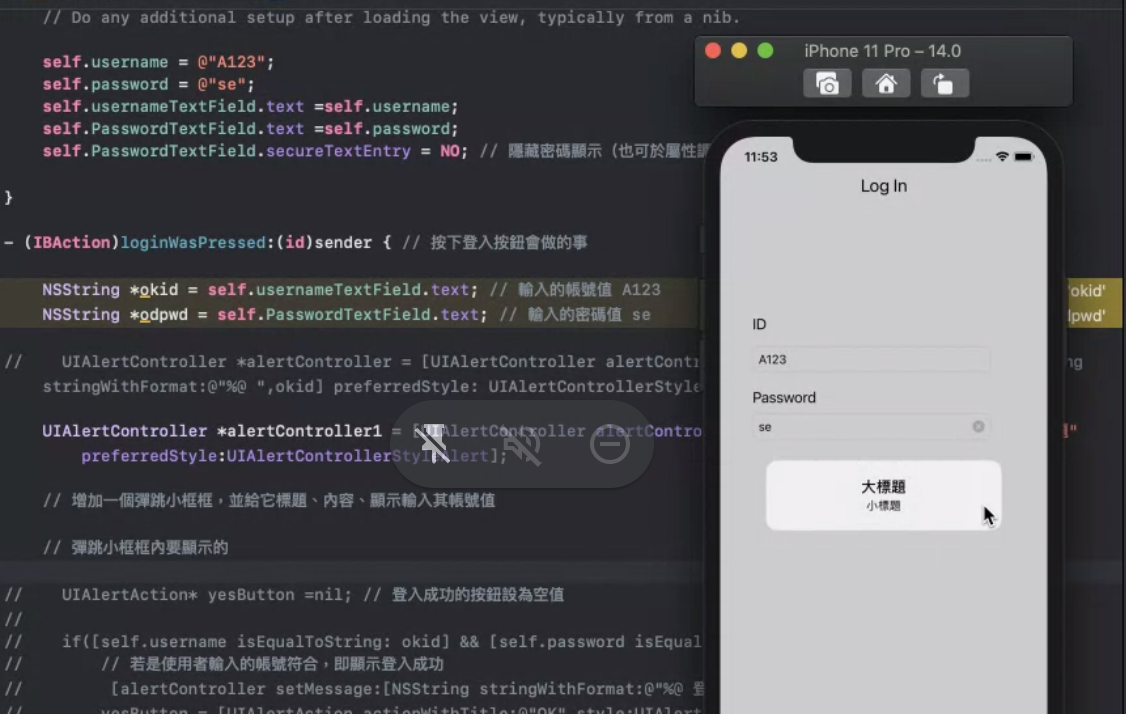 // Do any additional setup after loading the view, typically from a nib.
self.username = @"A123";
self.password = @"se";
self.usernameTextField.text =self.username;
self.PasswordTextField.text =self.password;
self.PasswordTextField.secureTextEntry = NO; // 隱藏密碼顯示（也可於屬性調
}
- (IBAction)loginWasPressed:(id)sender { // 按下登入按鈕會做的事
NSString *okid = self.usernameTextField.text; // 輸入的帳號值 A123
'okid'
NSString *odpwd = self.PasswordTextField.text; // 輸入的密碼值 se
dpwd'
// UIAlertController *alertController = [UIAlertController alertContr
ng
stringWithFormat:@"%@ ",okid] preferredStyle: UIAlertControllerStyle
UIAlertController *alertController1 = [UIAlertController alertContro
preferredStyle:UIAlertControllerStyleAlert];
// 增加一個彈跳小框框，並給它標題、內容、顯示輸入其帳號值
// 彈跳小框框內要顯示的
// UIAlertAction* yesButton =nil; // 登入成功的按鈕設為空值
//
// if([self.username isEqualToString: okid] && [self.password isEqual
// // 若是使用者輸入的帳號符合，即顯示登入成功
// [alertController setMessage:[NSString stringWithFormat:@"%@ 登
// yesButton = [UIAlertAction actionWithTitle:@"OK" style:UIAlert
iPhone 11 Pro – 14.0
11:53
Log In
ID
A123
Password
se
大標題
小標題